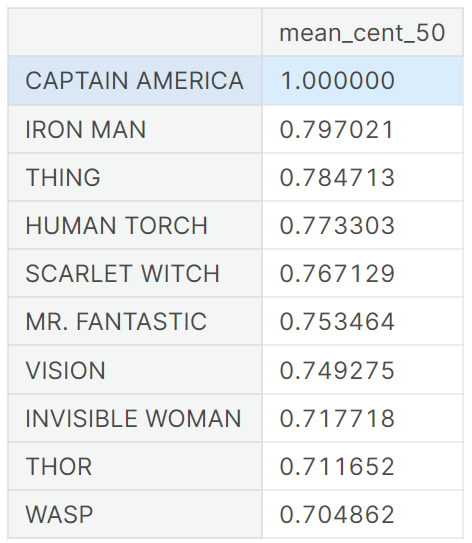 mean_cent_50
CAPTAIN AMERICA 1.000000
IRON MAN 0.797021
THING 0.784713
HUMAN TORCH 0.773303
SCARLET WITCH 0.767129
MR. FANTASTIC 0.753464
VISION 0.749275
INVISIBLE WOMAN 0.717718
THOR 0.711652
WASP 0.704862